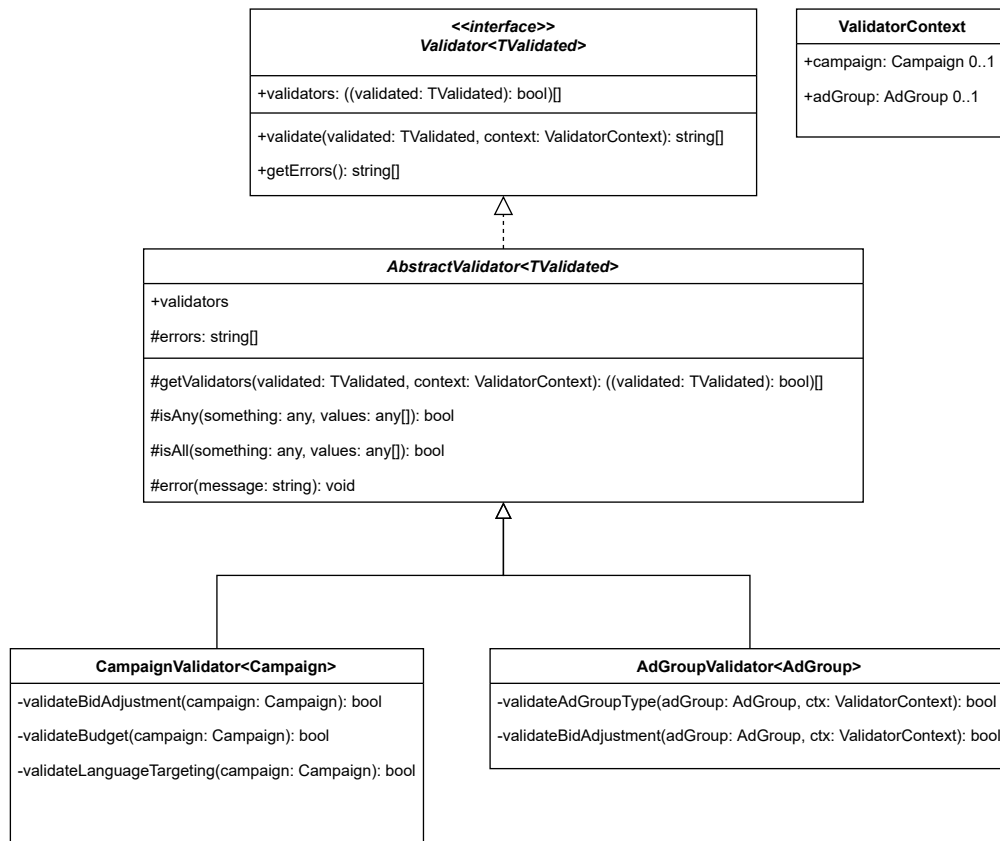 <<interface>>
Validator<TValidated>
+validators: ((validated: TValidated): bool)[]
+validate(validated: TValidated, context: ValidatorContext): string[]
+getErrors(): string[]
ValidatorContext
+campaign: Campaign 0..1
+adGroup: AdGroup 0..1
AbstractValidator<TValidated>
+validators
#errors: string[]
#getValidators(validated: TValidated, context: ValidatorContext): ((validated: TValidated): bool)[]
#isAny(something: any, values: any[]): bool
#isAll(something: any, values: any[]): bool
#error(message: string): void
CampaignValidator<Campaign>
-validateBidAdjustment(campaign: Campaign): bool
-validateBudget(campaign: Campaign): bool
-validateLanguageTargeting(campaign: Campaign): bool
AdGroupValidator<AdGroup>
-validateAdGroupType(adGroup: AdGroup, ctx: ValidatorContext): bool
-validateBidAdjustment(adGroup: AdGroup, ctx: ValidatorContext): bool